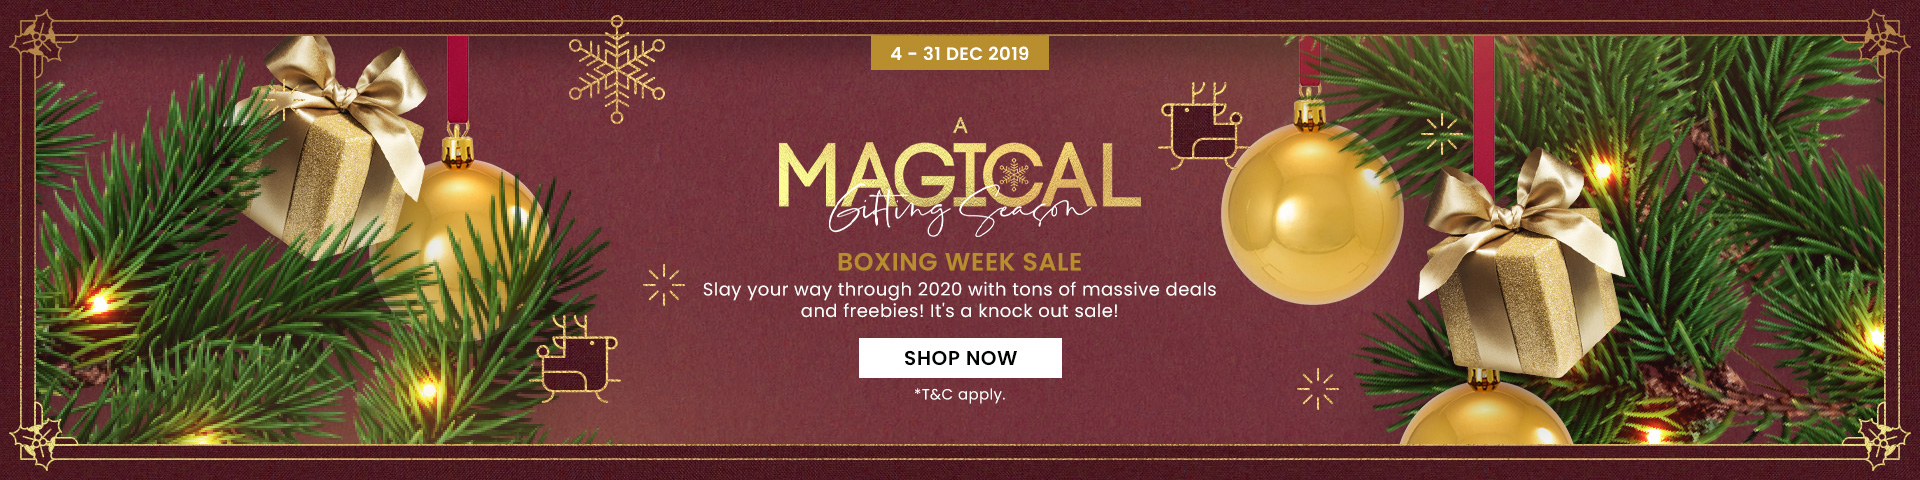 4 - 31 DEC 2019
A
MAGICAL
Gifting Season
BOXING WEEK SALE
Slay your way through 2020 with tons of massive deals
and freebies! It's a knock out sale!
SHOP NOW
*T&C apply.